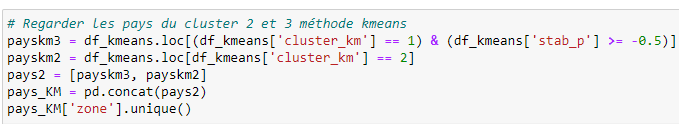 # Regarder les pays du cluster 2 et 3 méthode kmeans
payskm3 = df_kmeans.loc[(df_kmeans['cluster_km'] == 1) & (df_kmeans['stab_p'] >= -0.5)]
payskm2 = df_kmeans.loc[df_kmeans['cluster_km'] == 2]
pays2 = [payskm3, payskm2]
pays_KM = pd.concat(pays2)
pays_KM['zone'].unique()